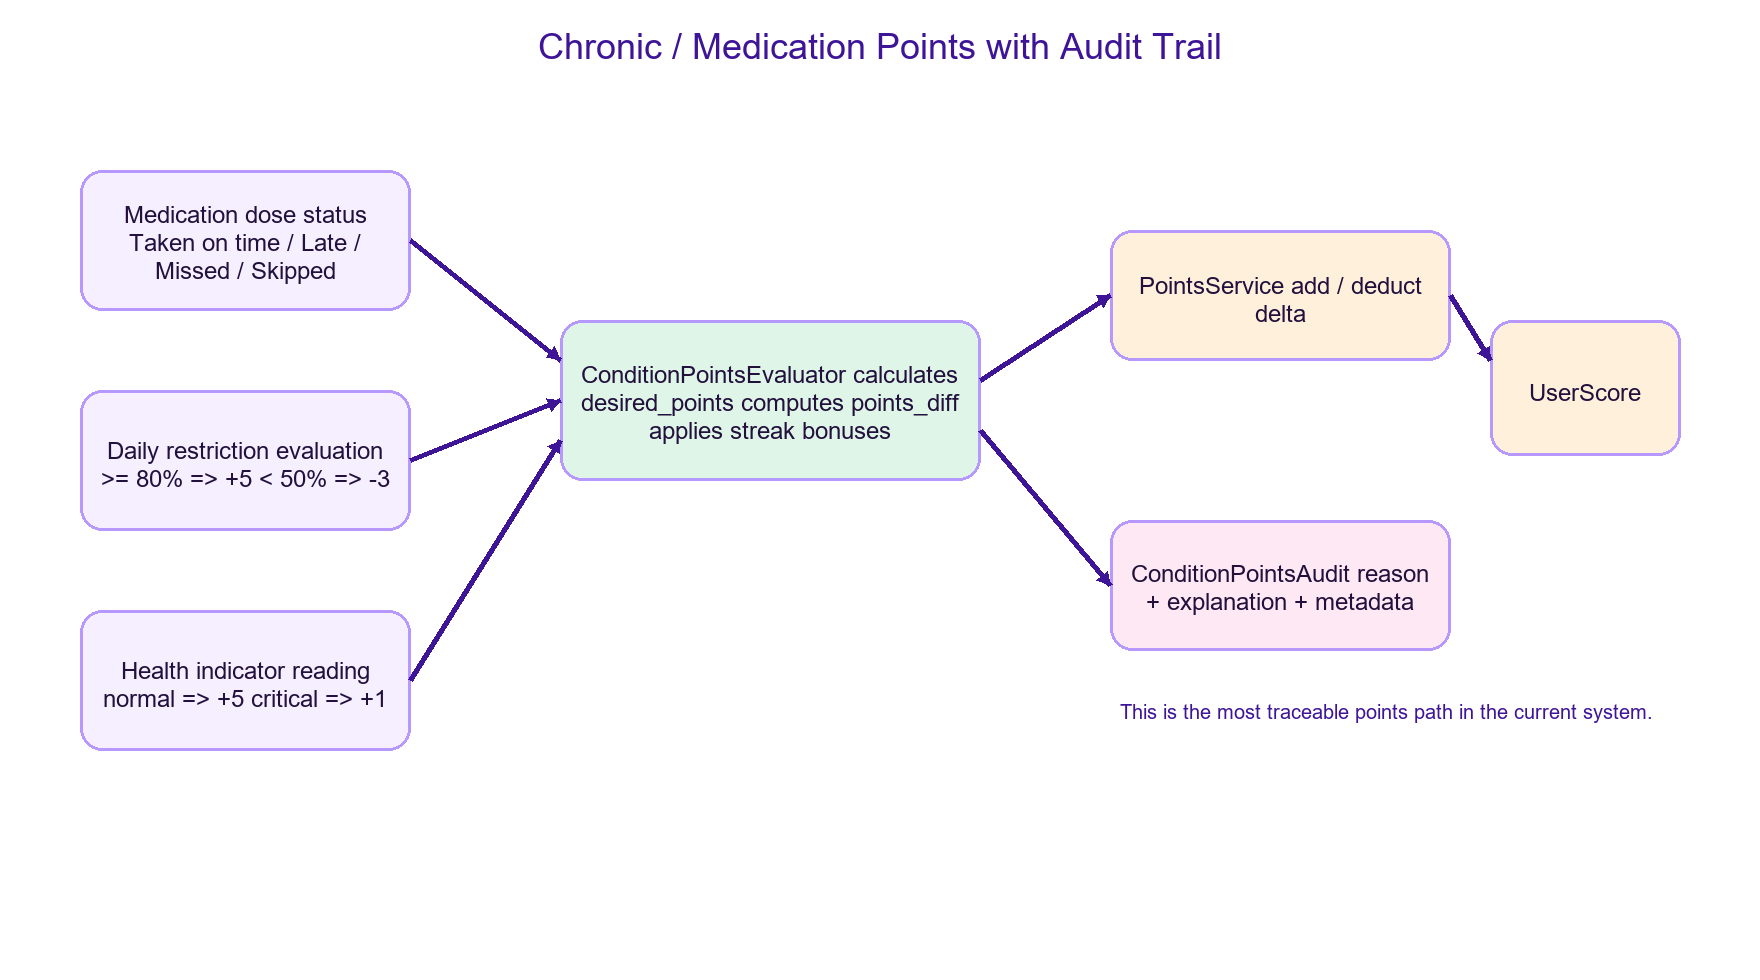 Chronic / Medication Points with Audit Trail
Medication dose status
Taken on time / Late /
Missed / Skipped
Daily restriction evaluation
>= 80% => +5 < 50% => -3
Health indicator reading
normal => +5 critical => +1
ConditionPointsEvaluator calculates
desired_points computes points_diff
applies streak bonuses
PointsService add / deduct
delta
UserScore
ConditionPointsAudit reason
+ explanation + metadata
This is the most traceable points path in the current system.